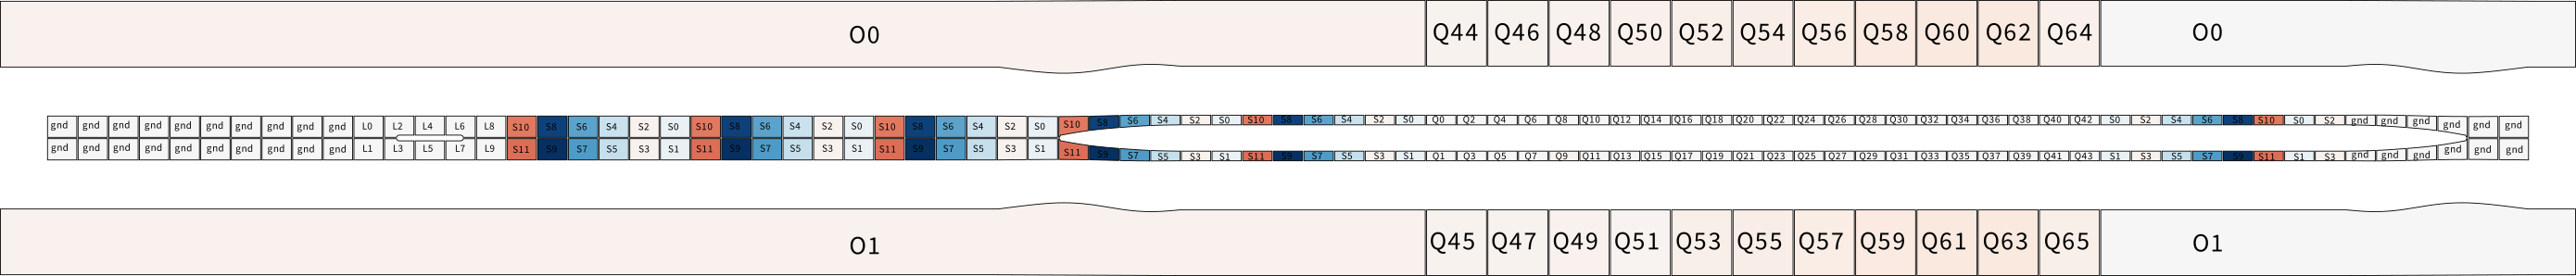 O0 Q44 Q46 Q48 Q50 Q52 Q54 Q56 Q58 Q60 Q62 Q64 O0
gnd gnd gnd gnd gnd gnd gnd gnd gnd gnd L0 L2 L4 L6 L8 S10 S8 S6 S4 S2 S0 S10 S8 S6 S4 S2 S0 S10 S8 S6 S4 S2 S0 S10 S8 S6 S4 S2 S0 S10 S8 S6 S4 S2 S0 Q0 Q2 Q4 Q6 Q8 Q10 Q12 Q14 Q16 Q18 Q20 Q22 Q24 Q26 Q28 Q30 Q32 Q34 Q36 Q38 Q40 Q42 S0 S2 S4 S6 S8 S10 S0 S2 gnd gnd gnd gnd gnd gnd
gnd gnd gnd gnd gnd gnd gnd gnd gnd gnd L1 L3 L5 L7 L9 S11 S9 S7 S5 S3 S1 S11 S9 S7 S5 S3 S1 S11 S9 S7 S5 S3 S1 S11 S9 S7 S5 S3 S1 S11 S9 S7 S5 S3 S1 Q1 Q3 Q5 Q7 Q9 Q11 Q13 Q15 Q17 Q19 Q21 Q23 Q25 Q27 Q29 Q31 Q33 Q35 Q37 Q39 Q41 Q43 S1 S3 S5 S7 S9 S11 S1 S3 gnd gnd gnd gnd gnd gnd
O1 Q45 Q47 Q49 Q51 Q53 Q55 Q57 Q59 Q61 Q63 Q65 O1